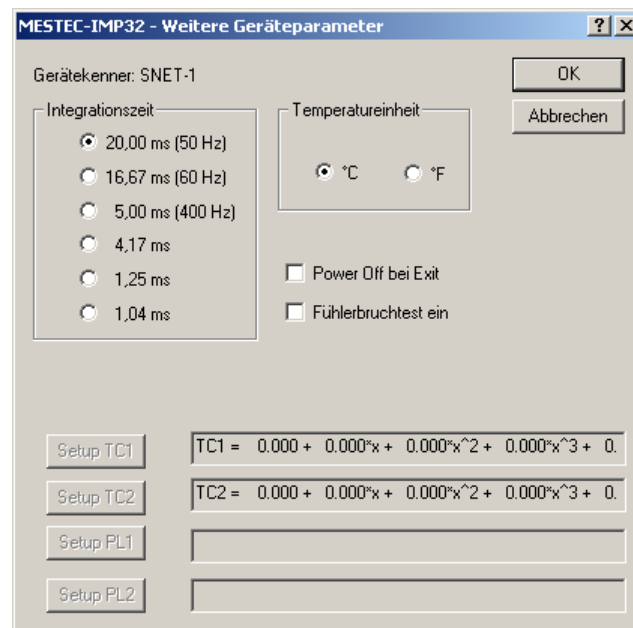 MESTEC-IMP32 - Weitere Geräteparameter
Gerätekenner: SNET-1
OK
Abbrechen
Integrationszeit
20,00 ms (50 Hz)
16,67 ms (60 Hz)
5,00 ms (400 Hz)
4,17 ms
1,25 ms
1,04 ms
Temperatureinheit
°C
°F
Power Off bei Exit
Fühlerbruchtest ein
Setup TC1
TC1 = 0.000 + 0.000*x + 0.000*x^2 + 0.000*x^3 + 0.
Setup TC2
TC2 = 0.000 + 0.000*x + 0.000*x^2 + 0.000*x^3 + 0.
Setup PL1
Setup PL2